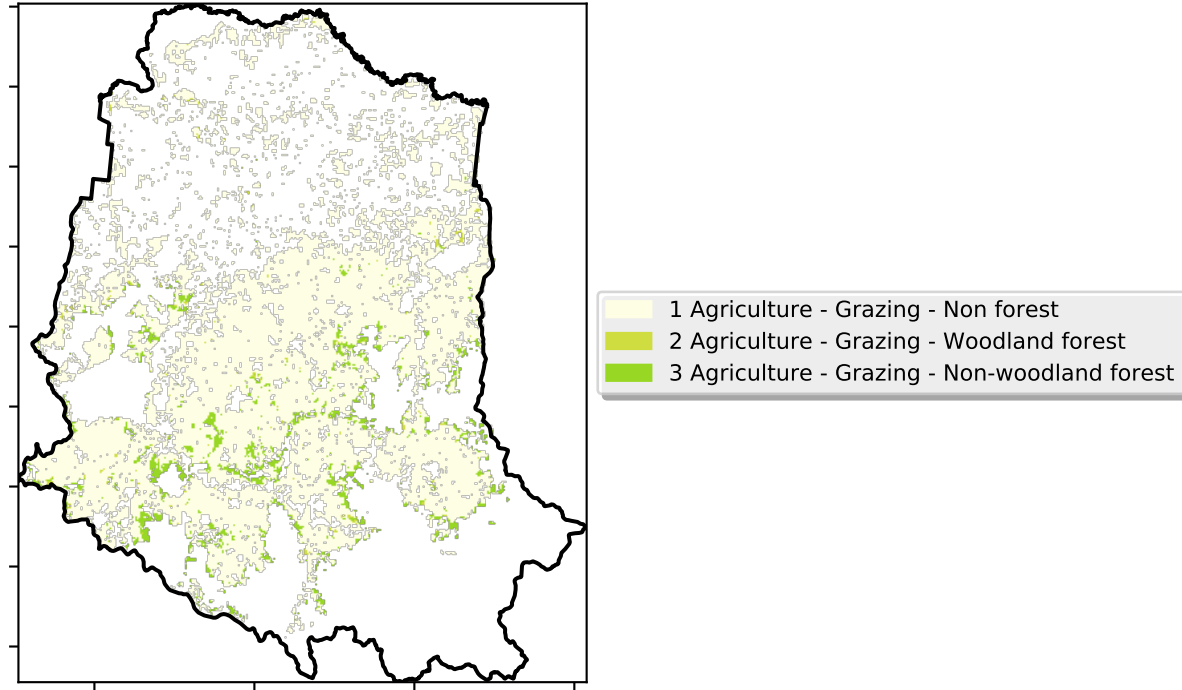 1 Agriculture - Grazing - Non forest
2 Agriculture - Grazing - Woodland forest
3 Agriculture - Grazing - Non-woodland forest